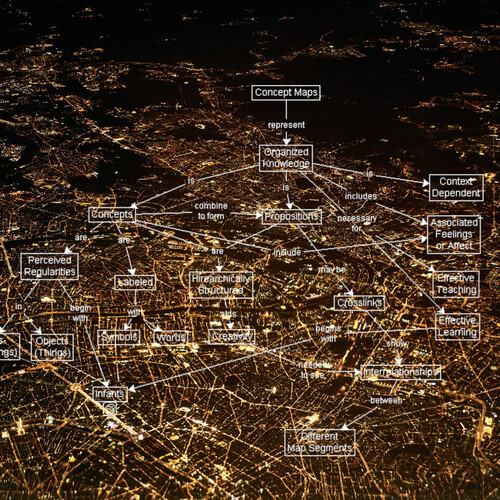 Concept Maps
represent
Organized
Knowledge
is
is
is
Context
Dependent
includes
combine
to form
Concepts
Propositions
necessary
for
Associated
Feelings
or Affect
are
are
are
include
Perceived
Regularities
may be
Labeled
Hierarchically
Structured
Effective
Teaching
in
begin
with
with
aids
Crosslinks
begins
with
Effective
Learning
Objects
(Things)
Symbols
Words
Creativity
show
needed
to see
Interrelationships
Infants
between
Different
Map Segments